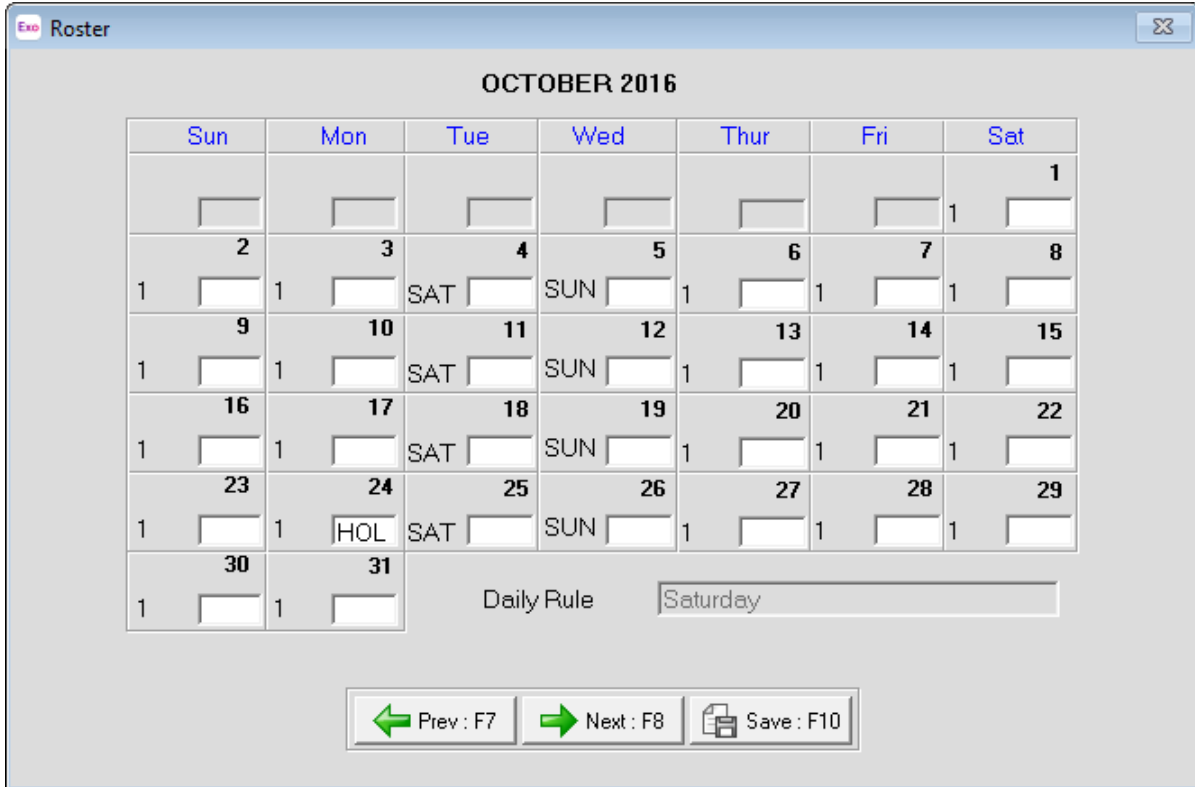 Exo Roster
OCTOBER 2016
Sun Mon Tue Wed Thur Fri Sat
1
1
2 3 4 5 6 7 8
1 1 SAT SUN 1 1 1
9 10 11 12 13 14 15
1 1 SAT SUN 1 1 1
16 17 18 19 20 21 22
1 1 SAT SUN 1 1 1
23 24 25 26 27 28 29
1 1 HOL SAT SUN 1 1 1
30 31
1 1 Daily Rule Saturday
Prev : F7 Next : F8 Save : F10